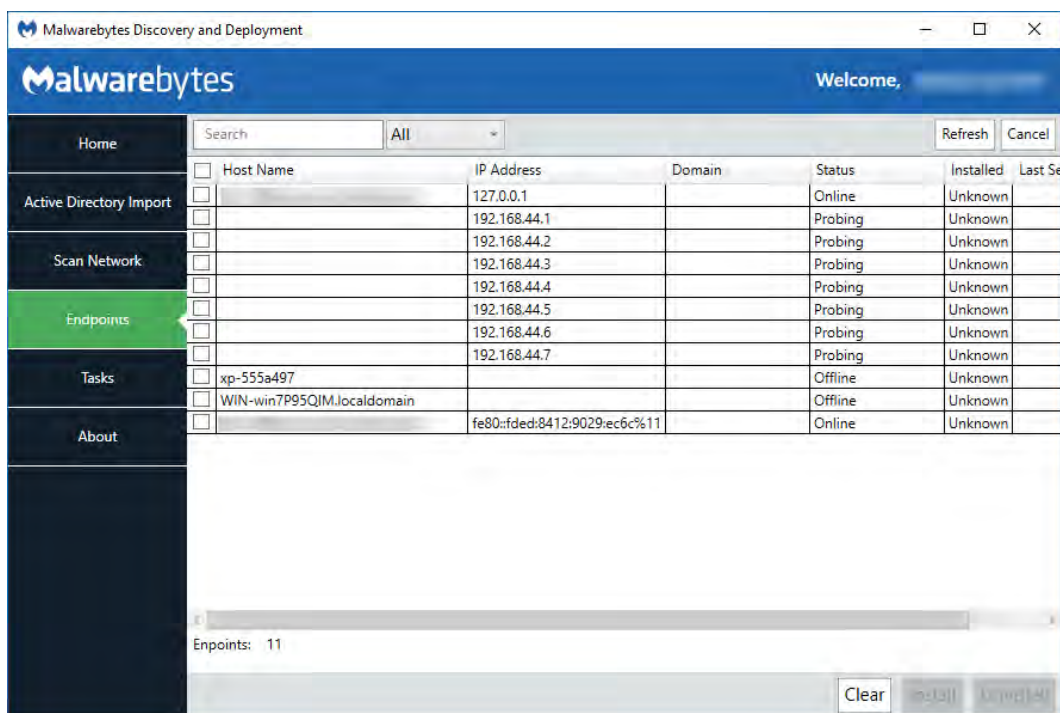 Malwarebytes Discovery and Deployment
Malwarebytes
Welcome,
Home
Active Directory Import
Scan Network
Endpoints
Tasks
About
Search All Refresh Cancel
Host Name IP Address Domain Status Installed Last Se
127.0.0.1 Online Unknown
192.168.44.1 Probing Unknown
192.168.44.2 Probing Unknown
192.168.44.3 Probing Unknown
192.168.44.4 Probing Unknown
192.168.44.5 Probing Unknown
192.168.44.6 Probing Unknown
192.168.44.7 Probing Unknown
xp-555a497 Offline Unknown
WIN-win7P95QIM.localdomain Offline Unknown
fe80::fded:8412:9029:ec6c%11 Online Unknown
Enpoints: 11
Clear Install